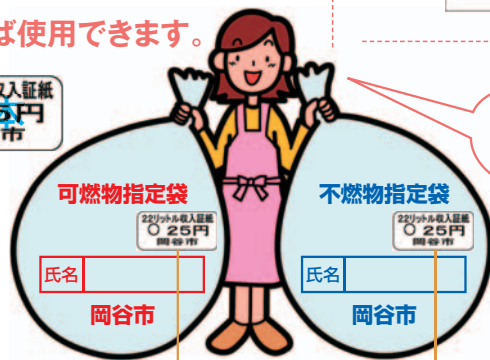 ば使用できます。
収入証紙
5円
市
可燃物指定袋
22リットル収入証紙
○ 25円
岡谷市
氏名
岡谷市
不燃物指定袋
22リットル収入証紙
○ 25円
岡谷市
氏名
岡谷市